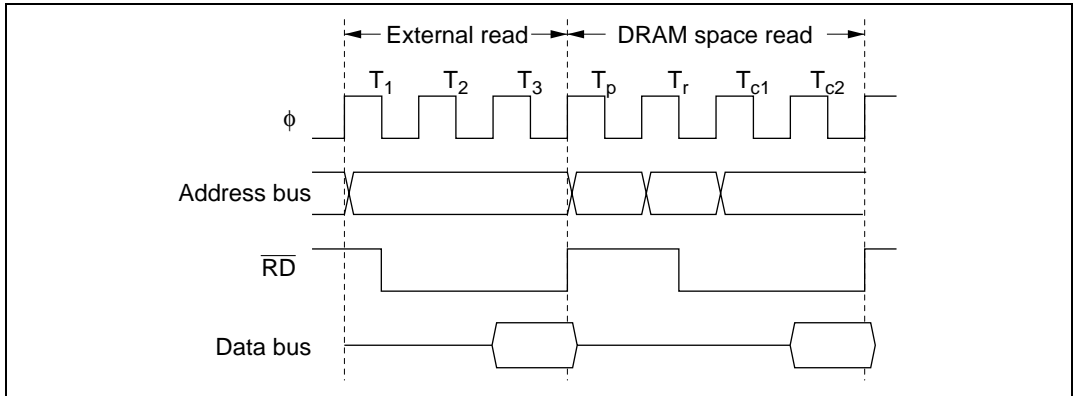 External read DRAM space read
T1 T2 T3 Tp Tr Tc1 Tc2
ϕ
Address bus
RD
Data bus